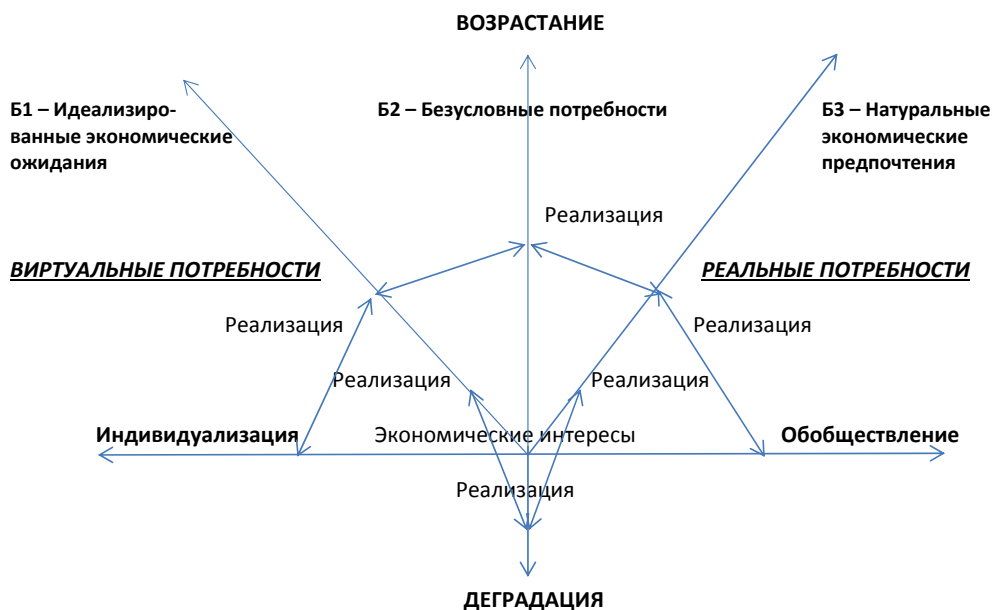 ВОЗРАСТАНИЕ
Б1 – Идеализиро-
ванные экономические
ожидания
Б2 – Безусловные потребности
Б3 – Натуральные
экономические
предпочтения
Реализация
ВИРТУАЛЬНЫЕ ПОТРЕБНОСТИ
РЕАЛЬНЫЕ ПОТРЕБНОСТИ
Реализация
Реализация
Реализация
Реализация
Индивидуализация
Экономические интересы
Обобществление
Реализация
ДЕГРАДАЦИЯ